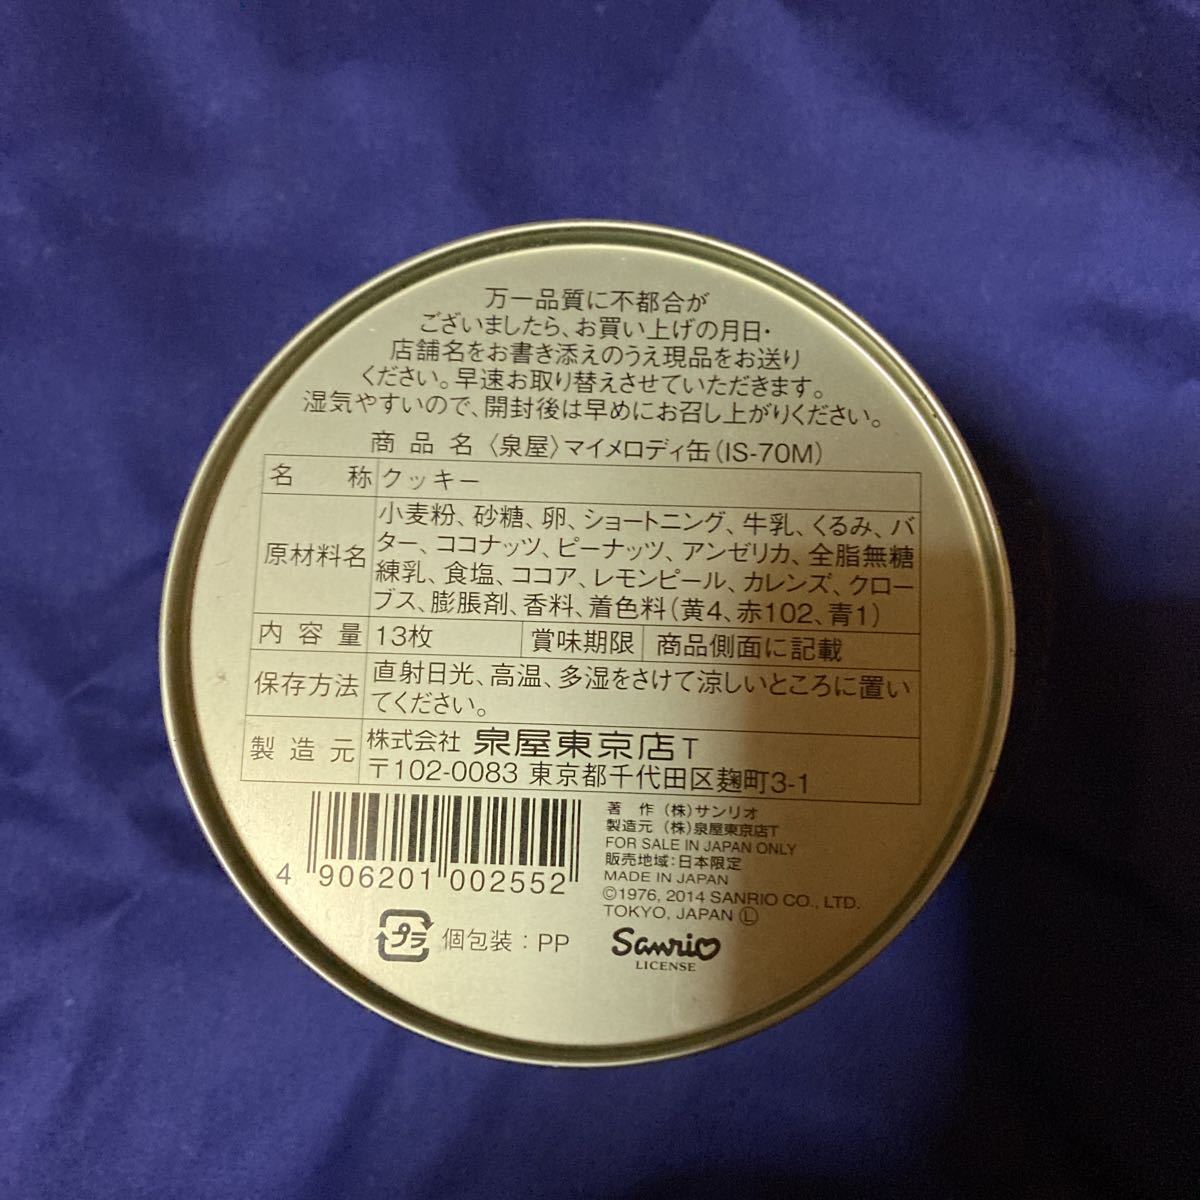 万一品質に不都合が
ございましたら、お買い上げの月日・
店舗名をお書き添えのうえ現品をお送り
ください。早速お取り替えさせていただきます。
湿気やすいので、開封後は早めにお召し上がりください。
商品名 〈泉屋〉マイメロディ缶(IS-70M)
名称 クッキー
原材料名 小麦粉、砂糖、卵、ショートニング、牛乳、くるみ、バ
ター、ココナッツ、ピーナッツ、アンゼリカ、全脂無糖
練乳、食塩、ココア、レモンピール、カレンズ、クロー
ブス、膨脹剤、香料、着色料(黄4、赤102、青1)
内容量 13枚 賞味期限 商品側面に記載
保存方法 直射日光、高温、多湿をさけて涼しいところに置い
てください。
製造元 株式会社 泉屋東京店T
〒102-0083 東京都千代田区麹町3-1
4 906201 002552
プラ 個包装:PP
著作 (株)サンリオ
製造元 (株)泉屋東京店T
FOR SALE IN JAPAN ONLY
販売地域:日本限定
MADE IN JAPAN
©1976, 2014 SANRIO CO., LTD.
TOKYO, JAPAN Ⓛ
Sanrio
LICENSE